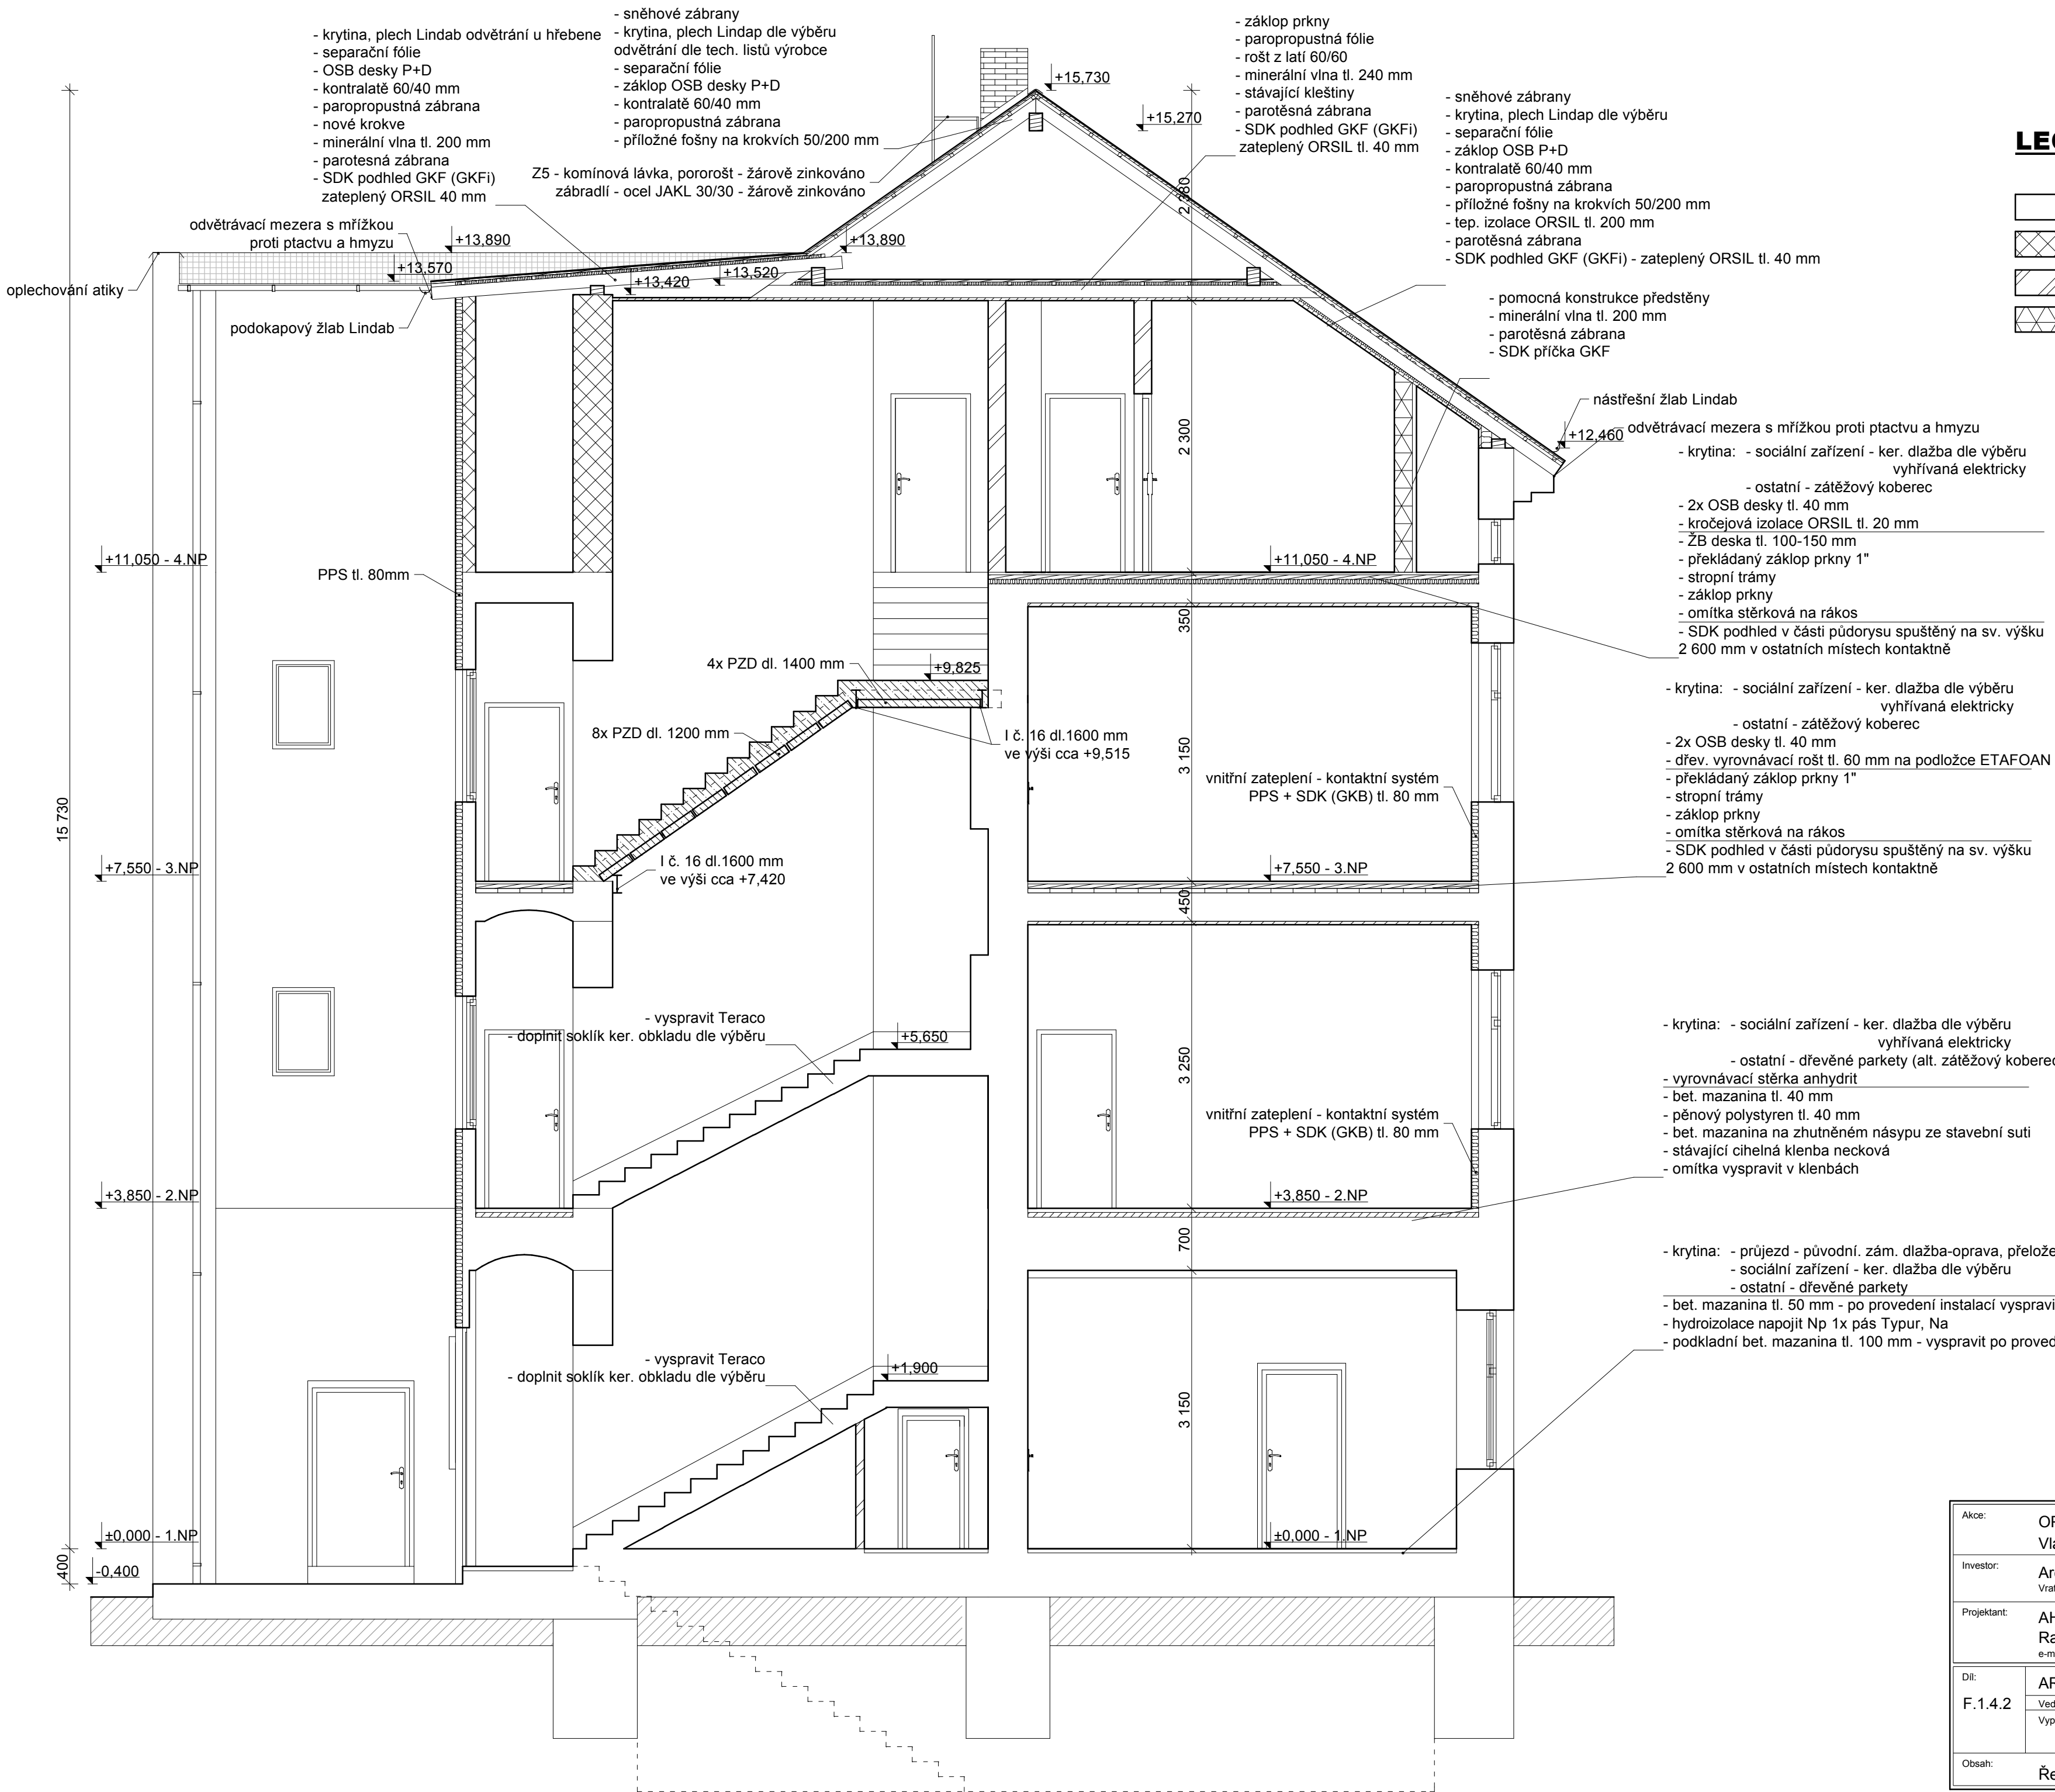 - krytina, plech Lindab odvětrání u hřebene
- separační fólie
- OSB desky P+D
- kontralatě 60/40 mm
- paropropustná zábrana
- nové krokve
- minerální vlna tl. 200 mm
- parotesná zábrana
- SDK podhled GKF (GKFi)
zateplený ORSIL 40 mm
- sněhové zábrany
- krytina, plech Lindap dle výběru
odvětrání dle tech. listů výrobce
- separační fólie
- základ OSB desky P+D
- kontralatě 60/40 mm
- paropropustná zábrana
- příložné fošny na krokvích 50/200 mm
Z5 - komínová lávka, pororošt - žárově zinkováno
zábradlí - ocel JAKL 30/30 - žárově zinkováno
- záklop prkny
- paropropustná fólie
- rošt z latí 60/60
- minerální vlna tl. 240 mm
- stávající kleštiny
- parotěsná zábrana
- SDK podhled GKF (GKFi)
zateplený ORSIL tl. 40 mm
- sněhové zábrany
- krytina, plech Lindap dle výběru
- separační fólie
- záklop OSB P+D
- kontralatě 60/40 mm
- paropropustná zábrana
- příložné fošny na krokvích 50/200 mm
- tep. izolace ORSIL tl. 200 mm
- parotěsná zábrana
- SDK podhled GKF (GKFi) - zateplený ORSIL tl. 40 mm
- pomocná konstrukce předstěny
- minerální vlna tl. 200 mm
- parotěsná zábrana
- SDK příčka GKF
+15,730
+15,270
2 380
odvětrávací mezera s mřížkou
proti ptactvu a hmyzu
+13,890
+13,890
+13,570
+13,520
+13,420
oplechování atiky
podokapový žlab Lindab
nástřešní žlab Lindab
odvětrávací mezera s mřížkou proti ptactvu a hmyzu
+12,460
2 300
- krytina: - sociální zařízení - ker. dlažba dle výběru
vyhřívaná elektricky
- ostatní - zátěžový koberec
- 2x OSB desky tl. 40 mm
- kročejová izolace ORSIL tl. 20 mm
- ŽB deska tl. 100-150 mm
- překládaný záklop prkny 1"
- stropní trámy
- záklop prkny
- omítka stěrková na rákos
- SDK podhled v části půdorysu spuštěný na sv. výšku
2 600 mm v ostatních místech kontaktně
+11,050 - 4.NP
+11,050 - 4.NP
PPS tl. 80mm
350
4x PZD dl. 1400 mm
+9,825
8x PZD dl. 1200 mm
I č. 16 dl.1600 mm
ve výši cca +9,515
3 150
vnitřní zateplení - kontaktní systém
PPS + SDK (GKB) tl. 80 mm
- krytina: - sociální zařízení - ker. dlažba dle výběru
vyhřívaná elektricky
- ostatní - zátěžový koberec
- 2x OSB desky tl. 40 mm
- dřev. vyrovnávací rošt tl. 60 mm na podložce ETAFOAN
- překládaný záklop prkny 1"
- stropní trámy
- záklop prkny
- omítka stěrková na rákos
- SDK podhled v části půdorysu spuštěný na sv. výšku
2 600 mm v ostatních místech kontaktně
15 730
+7,550 - 3.NP
I č. 16 dl.1600 mm
ve výši cca +7,420
+7,550 - 3.NP
450
- vyspravit Teraco
- doplnit soklík ker. obkladu dle výběru
+5,650
3 250
vnitřní zateplení - kontaktní systém
PPS + SDK (GKB) tl. 80 mm
- krytina: - sociální zařízení - ker. dlažba dle výběru
vyhřívaná elektricky
- ostatní - dřevěné parkety (alt. zátěžový koberec
- vyrovnávací stěrka anhydrit
- bet. mazanina tl. 40 mm
- pěnový polystyren tl. 40 mm
- bet. mazanina na zhutněném násypu ze stavební suti
- stávající cihelná klenba necková
- omítka vyspravit v klenbách
+3,850 - 2.NP
+3,850 - 2.NP
700
- krytina: - průjezd - původní. zám. dlažba-oprava, přelože
- sociální zařízení - ker. dlažba dle výběru
- ostatní - dřevěné parkety
- bet. mazanina tl. 50 mm - po provedení instalací vyspravi
- hydroizolace napojit Np 1x pás Typur, Na
- podkladní bet. mazanina tl. 100 mm - vyspravit po proved
- vyspravit Teraco
- doplnit soklík ker. obkladu dle výběru
+1,900
3 150
±0,000 - 1.NP
±0,000 - 1.NP
400
-0,400
Akce:
Vla
Investor:
Vrat
Projektant:
Ra
e-m
Díl:
F.1.4.2
Ved
Vyp
Obsah:
Ře